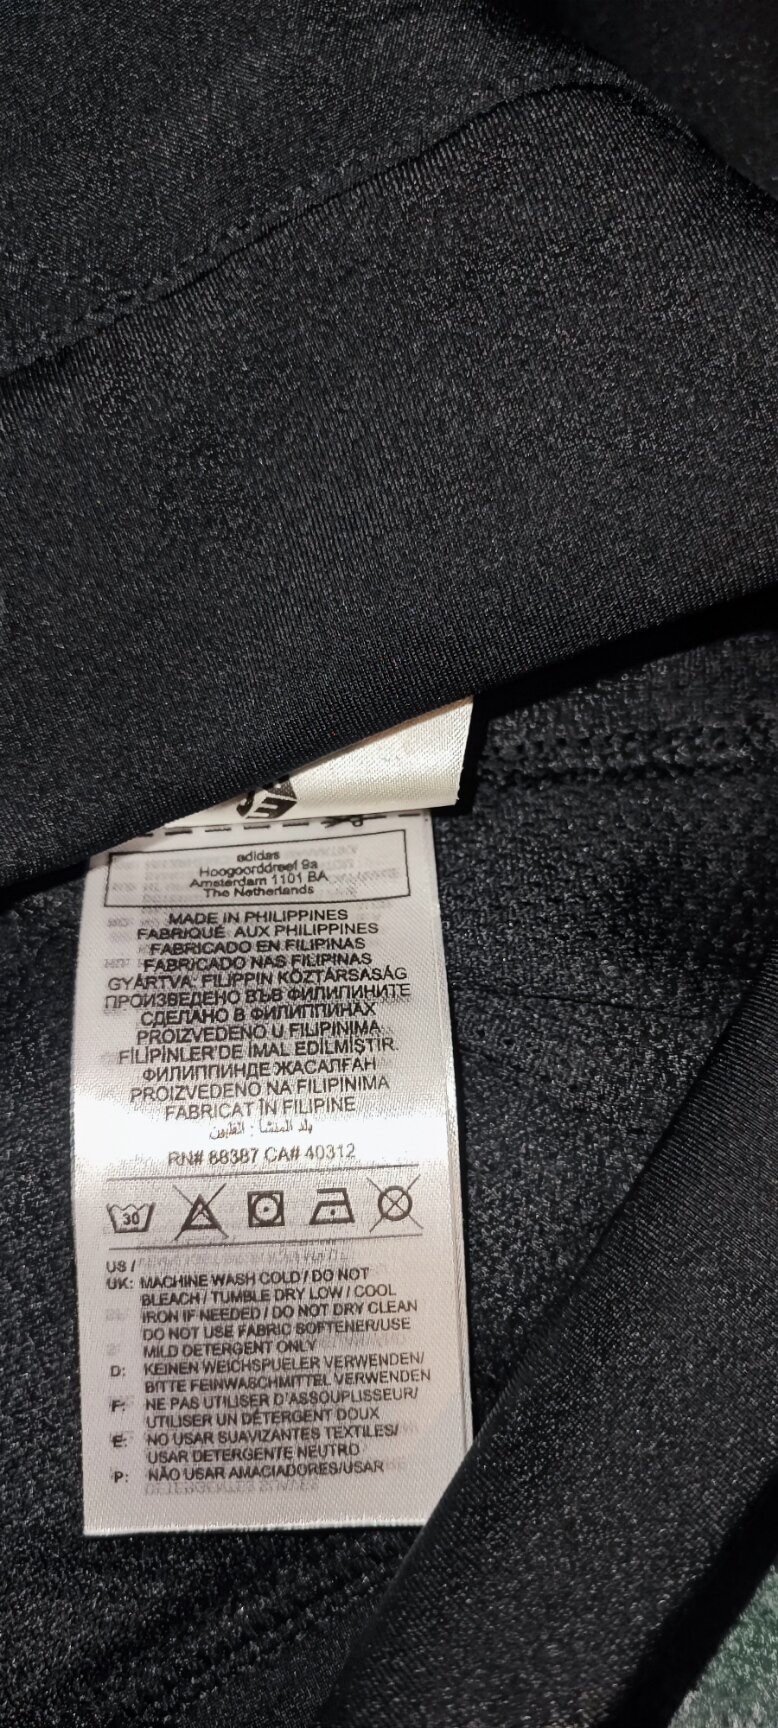 adidas
Hoogoorddreef 9a
Amsterdam 1101 BA
The Netherlands
MADE IN PHILIPPINES
FABRIQUÉ AUX PHILIPPINES
FABRICADO EN FILIPINAS
FABRICADO NAS FILIPINAS
GYÁRTVA: FILIPPIN KÖZTÁRSASÁG
ПРОИЗВЕДЕНО ВЪВ ФИЛИПИНИТЕ
СДЕЛАНО В ФИЛИППИНАХ
PROIZVEDENO U FILIPINIMA
FİLİPİNLER'DE İMAL EDİLMİŞTİR.
ФИЛИППИНДЕ ЖАСАЛҒАН
PROIZVEDENO NA FILIPINIMA
FABRICAT ÎN FILIPINE
بلد المنشأ : الفلبين
RN# 88387 CA# 40312
30
US /
UK: MACHINE WASH COLD / DO NOT
BLEACH / TUMBLE DRY LOW / COOL
IRON IF NEEDED / DO NOT DRY CLEAN
DO NOT USE FABRIC SOFTENER/USE
MILD DETERGENT ONLY
D: KEINEN WEICHSPUELER VERWENDEN/
BITTE FEINWASCHMITTEL VERWENDEN
F: NE PAS UTILISER D'ASSOUPLISSEUR/
UTILISER UN DÉTERGENT DOUX
E: NO USAR SUAVIZANTES TEXTILES/
USAR DETERGENTE NEUTRO
P: NÃO USAR AMACIADORES/USAR